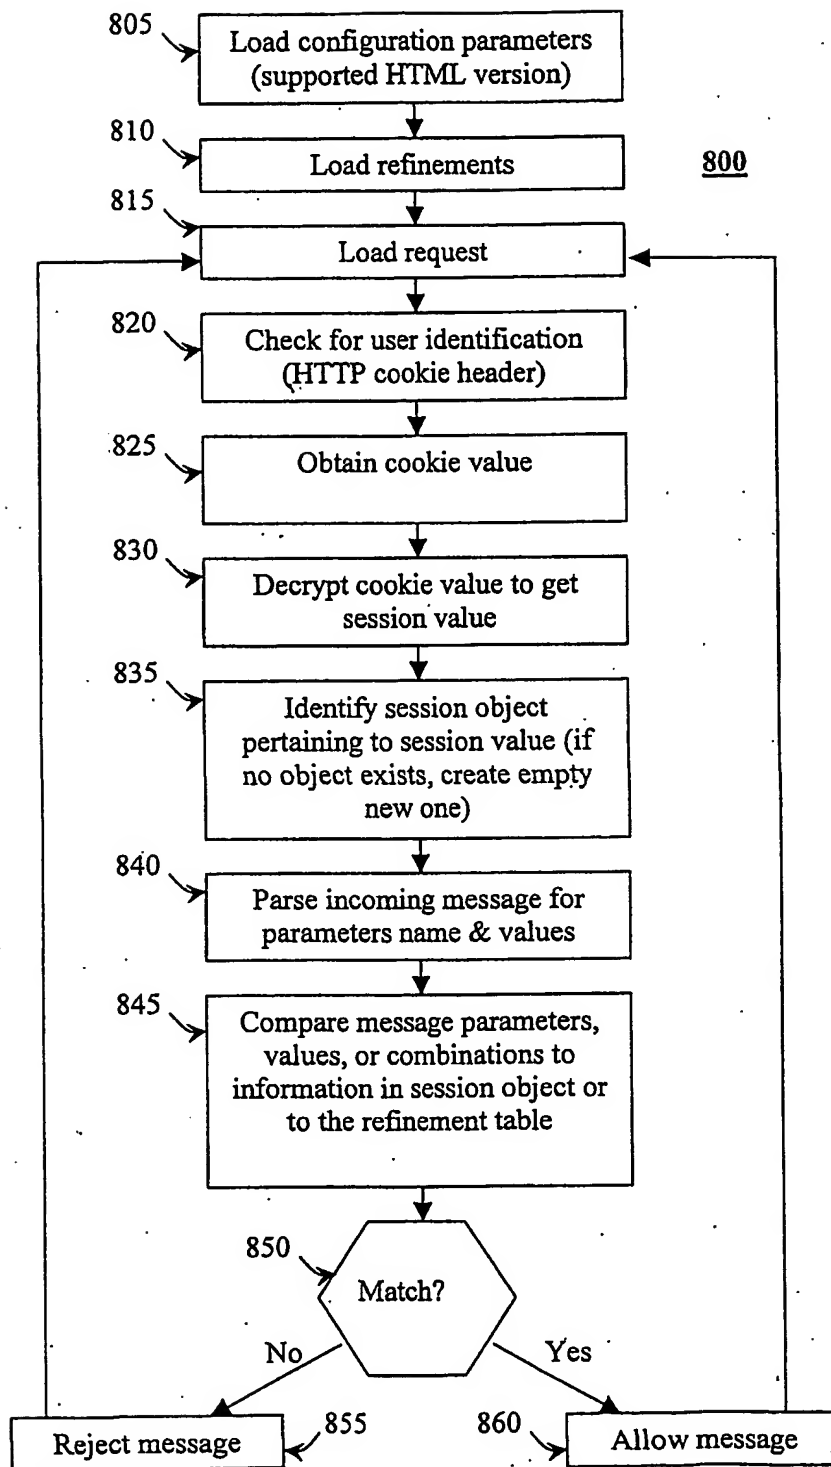 805
Load configuration parameters
(supported HTML version)
810
Load refinements
800
815
Load request
820
Check for user identification
(HTTP cookie header)
825
Obtain cookie value
830
Decrypt cookie value to get
session value
835
Identify session object
pertaining to session value (if
no object exists, create empty
new one)
840
Parse incoming message for
parameters name & values
845
Compare message parameters,
values, or combinations to
information in session object or
to the refinement table
850
Match?
No
Yes
Reject message
855
860
Allow message